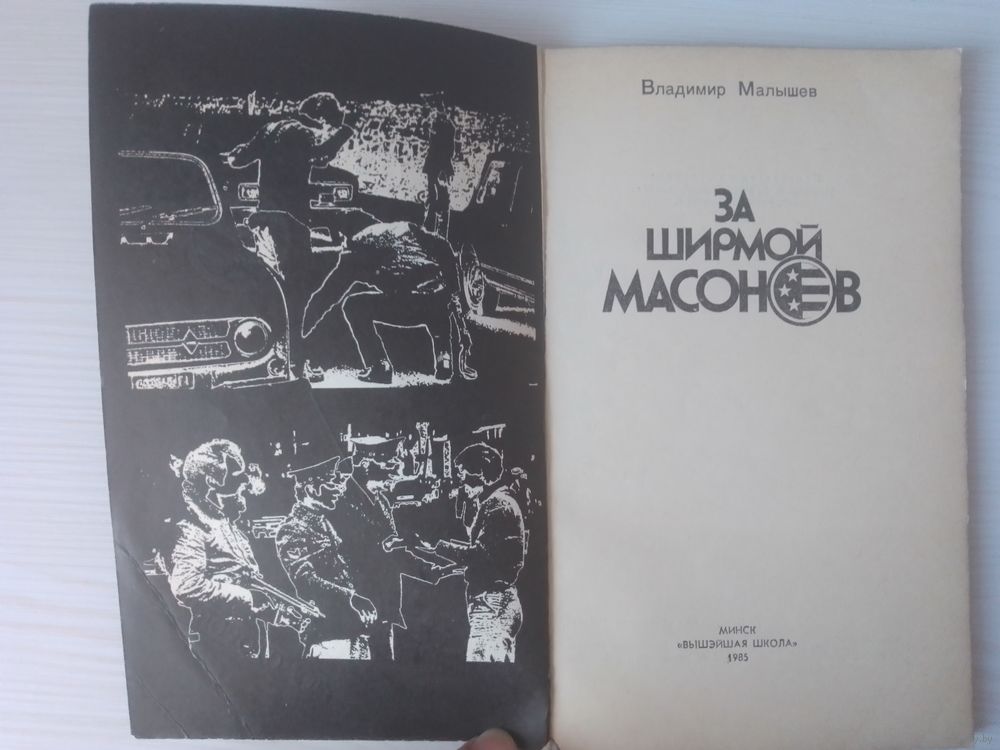 Владимир Малышев
ЗА
ШИРМОЙ
МАСОНОВ
МИНСК
«ВЫШЭЙШАЯ ШКОЛА»
1985